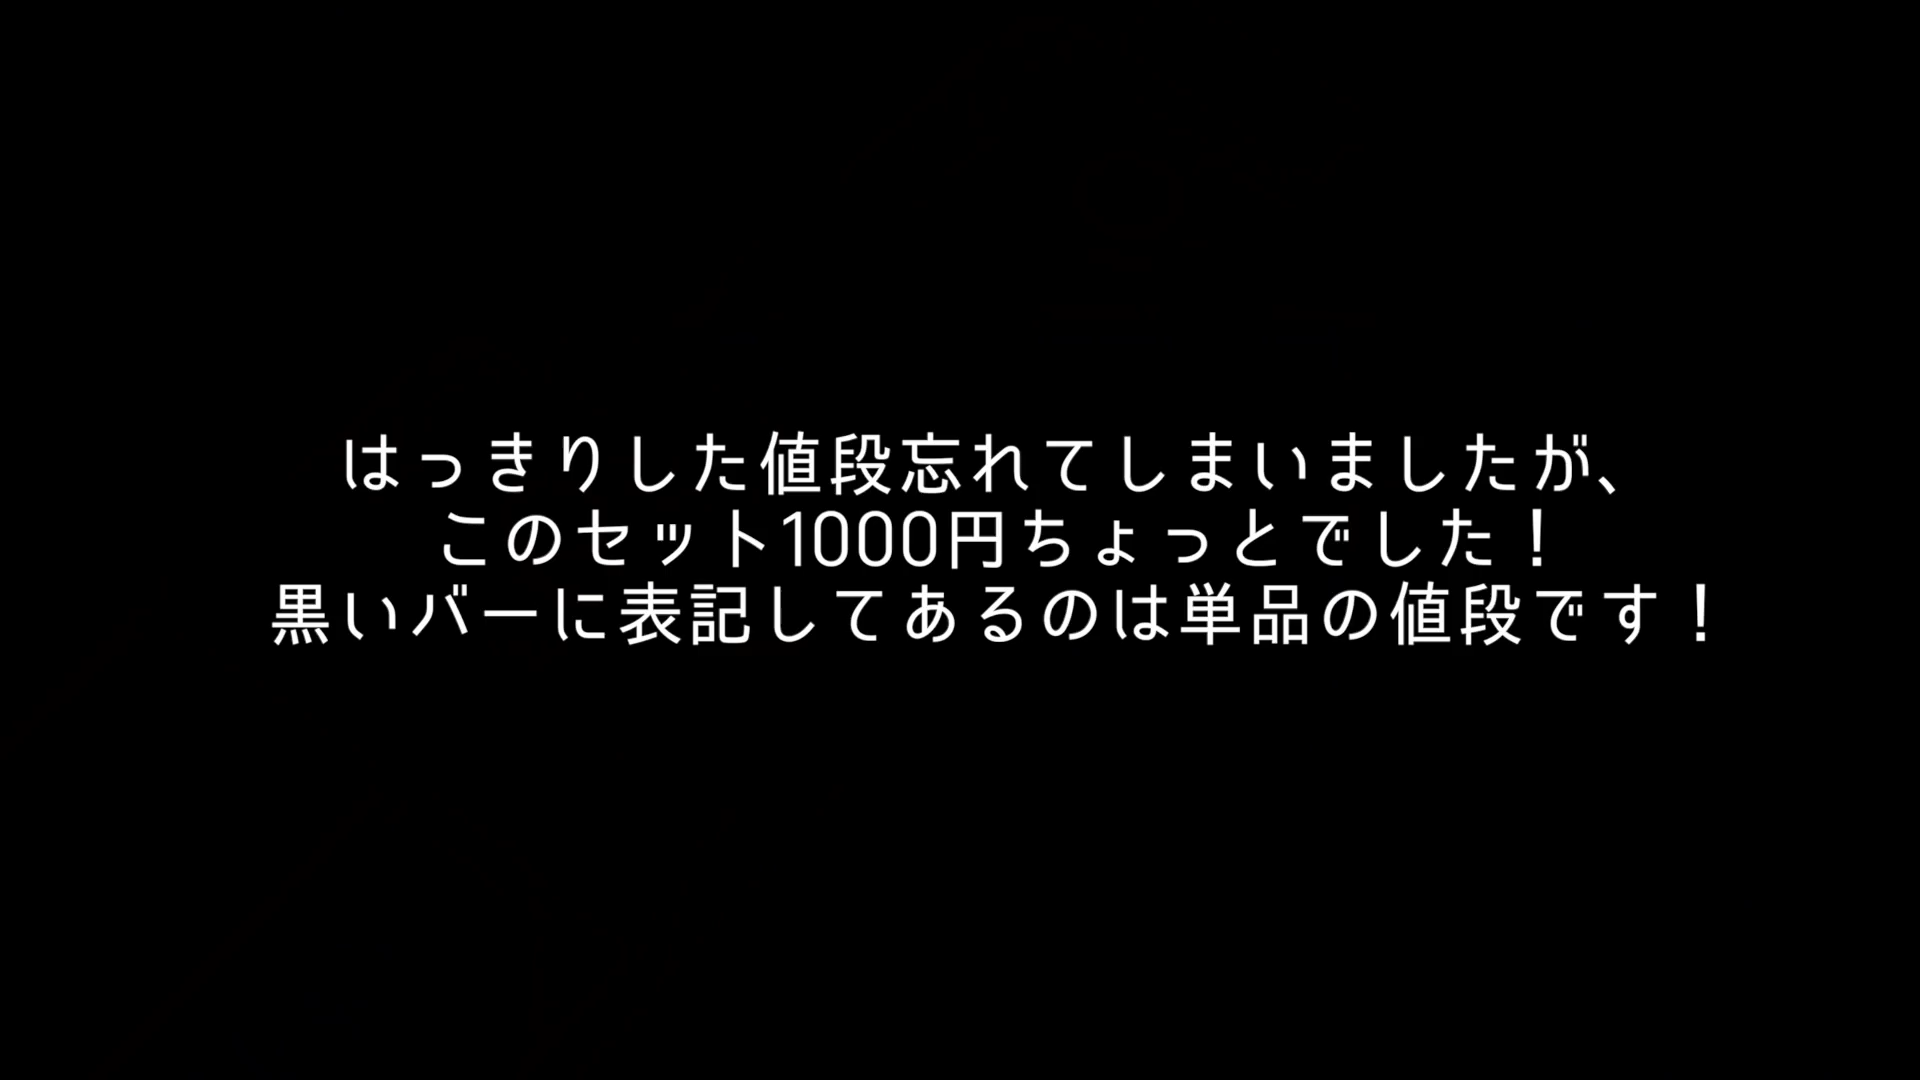 はっきりした値段忘れてしまいましたが、
このセット1000円ちょっとでした！
黒いバーに表記してあるのは単品の値段です！